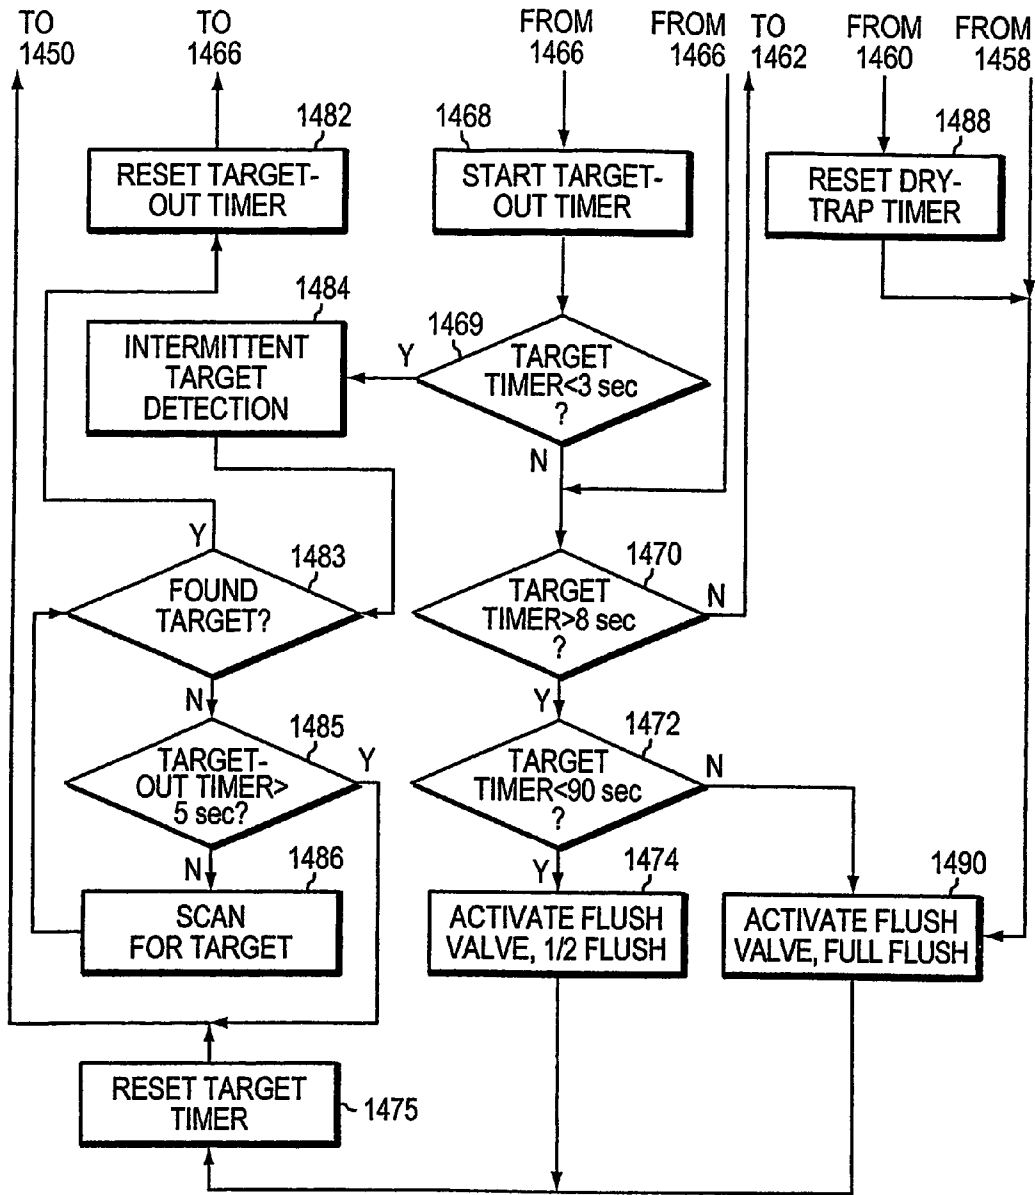 TO
1450
TO
1466
FROM
1466
FROM
1466
TO
1462
FROM
1460
FROM
1458
1482
RESET TARGET-
OUT TIMER
1468
START TARGET-
OUT TIMER
1488
RESET DRY-
TRAP TIMER
1484
INTERMITTENT
TARGET
DETECTION
Y
1469
TARGET
TIMER<3 sec
?
N
Y
1483
FOUND
TARGET?
N
1470
TARGET
TIMER>8 sec
?
N
Y
1485
TARGET-
OUT TIMER>
5 sec?
Y
N
1472
TARGET
TIMER<90 sec
?
N
Y
1486
SCAN
FOR TARGET
1474
ACTIVATE FLUSH
VALVE, 1/2 FLUSH
1490
ACTIVATE FLUSH
VALVE, FULL FLUSH
RESET TARGET
TIMER
1475